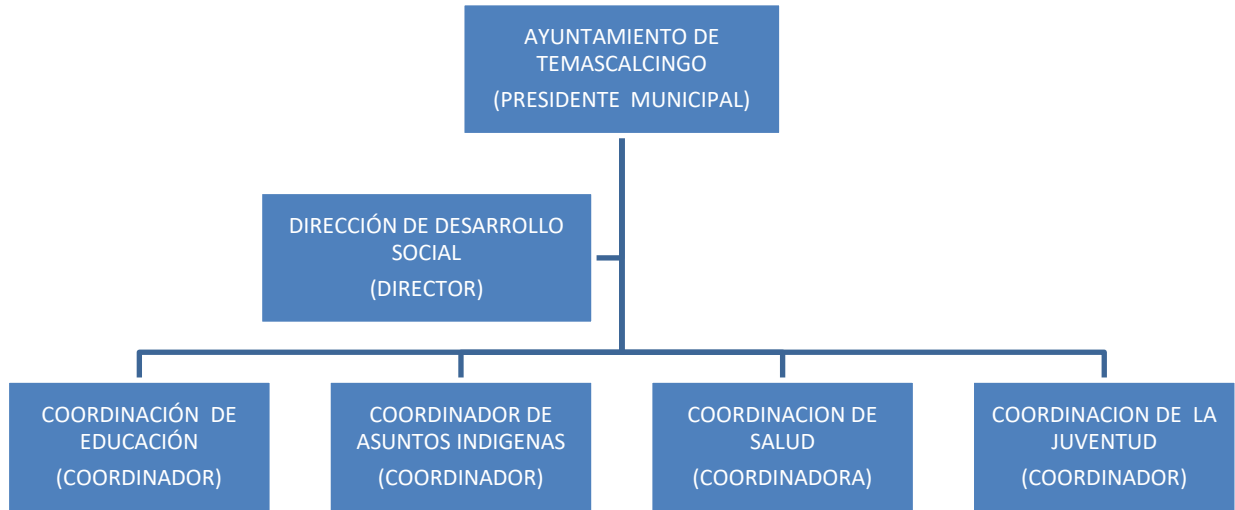 AYUNTAMIENTO DE
TEMASCALCINGO
(PRESIDENTE MUNICIPAL)
DIRECCIÓN DE DESARROLLO
SOCIAL
(DIRECTOR)
COORDINACIÓN DE
EDUCACIÓN
(COORDINADOR)
COORDINADOR DE
ASUNTOS INDIGENAS
(COORDINADOR)
COORDINACION DE
SALUD
(COORDINADORA)
COORDINACION DE LA
JUVENTUD
(COORDINADOR)